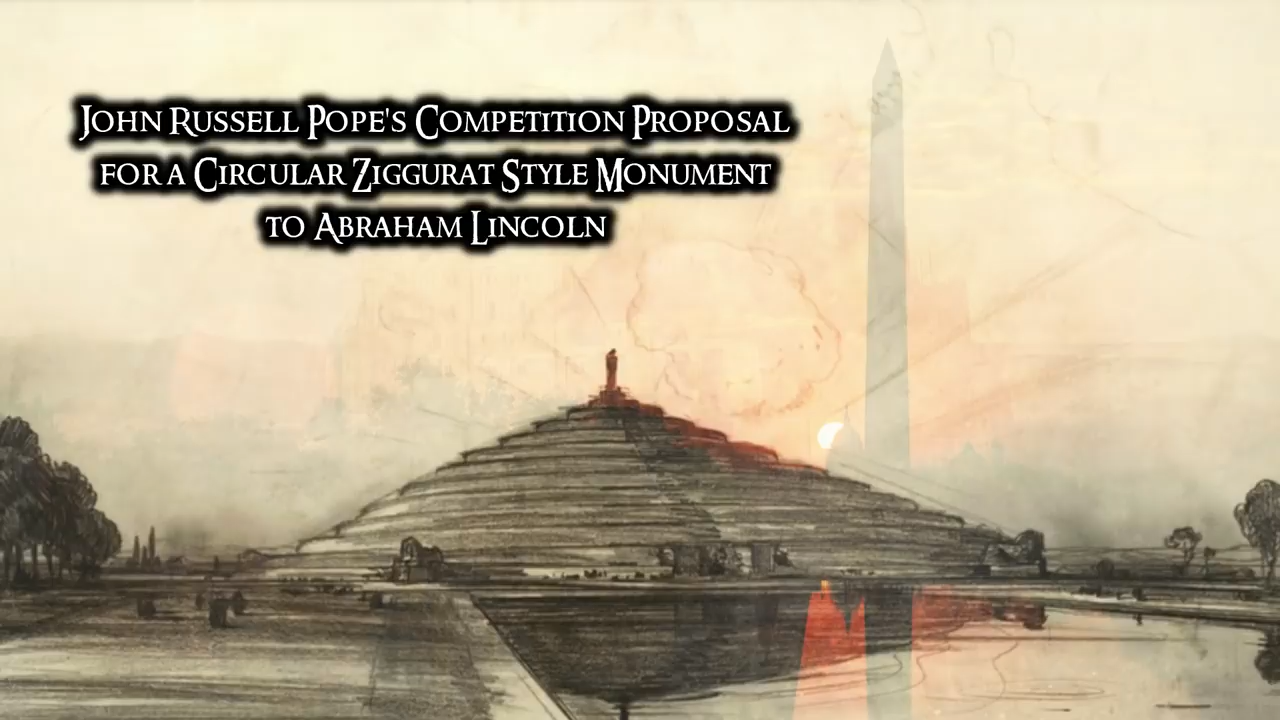 John Russell Pope's Competition Proposal
for a Circular Ziggurat Style Monument
to Abraham Lincoln